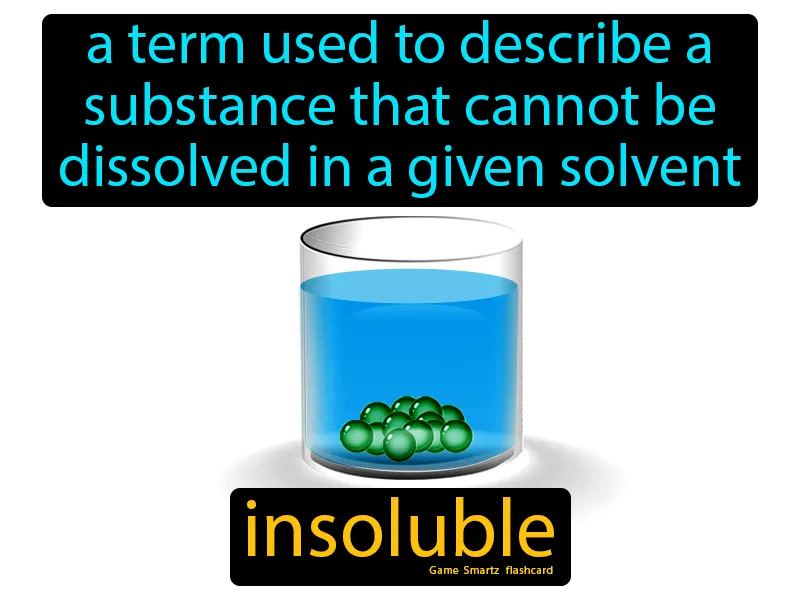 a term used to describe a
substance that cannot be
dissolved in a given solvent
insoluble
Game Smartz flashcard